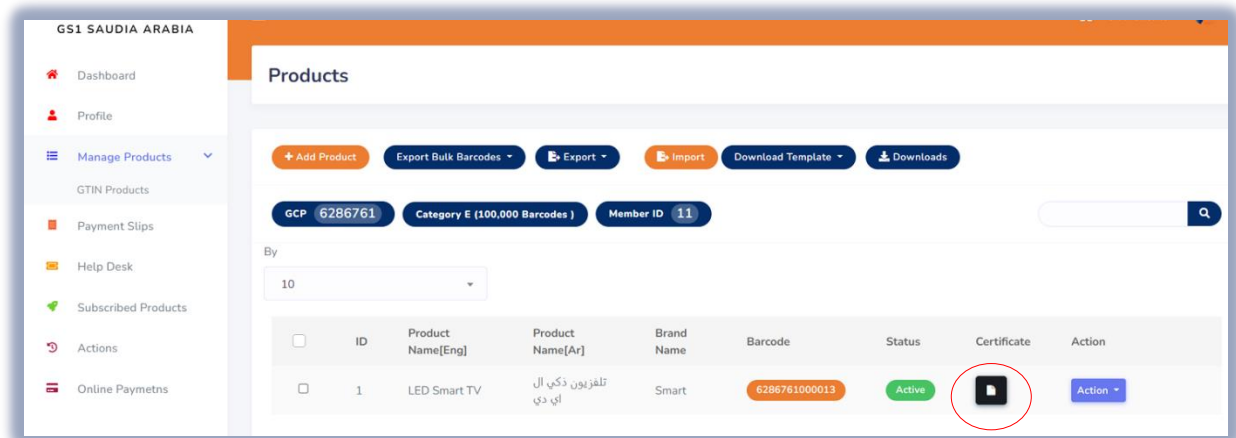 GS1 SAUDIA ARABIA
Dashboard
Profile
Manage Products
GTIN Products
Payment Slips
Help Desk
Subscribed Products
Actions
Online Paymetns
Products
+ Add Product
Export Bulk Barcodes
Export
Import
Download Template
Downloads
GCP 6286761
Category E (100,000 Barcodes )
Member ID 11
By
10
ID
Product
Name[Eng]
Product
Name[Ar]
Brand
Name
Barcode
Status
Certificate
Action
1
LED Smart TV
تلفزيون ذكي ال
اي دي
Smart
6286761000013
Active
Action